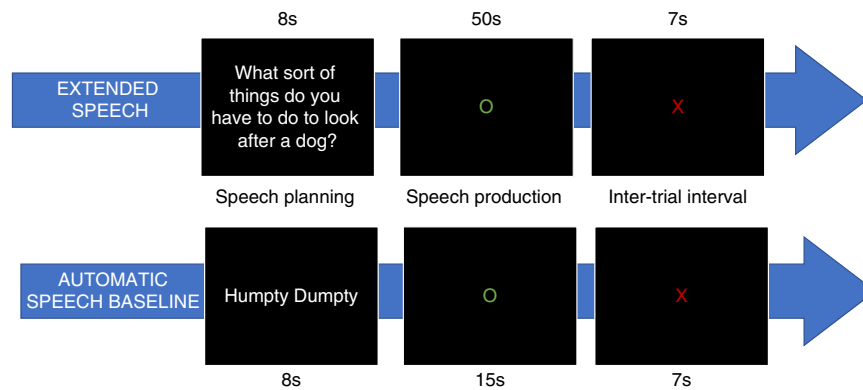 8s 50s 7s
EXTENDED
SPEECH
What sort of
things do you
have to do to look
after a dog?
O
X
Speech planning Speech production Inter-trial interval
AUTOMATIC
SPEECH BASELINE
Humpty Dumpty
O
X
8s 15s 7s